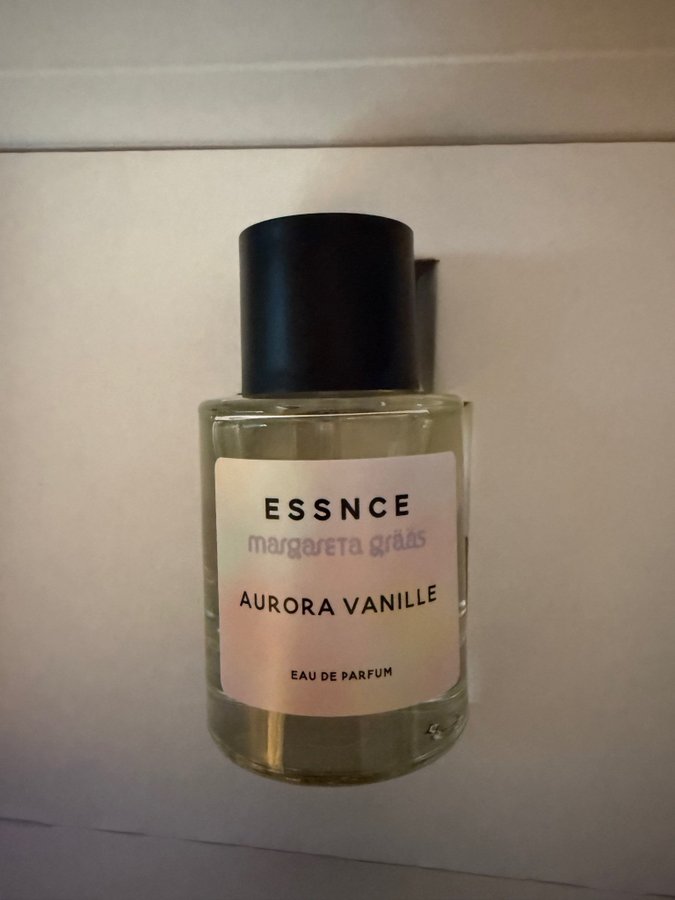 ESSNCE
margareta grääs
AURORA VANILLE
EAU DE PARFUM